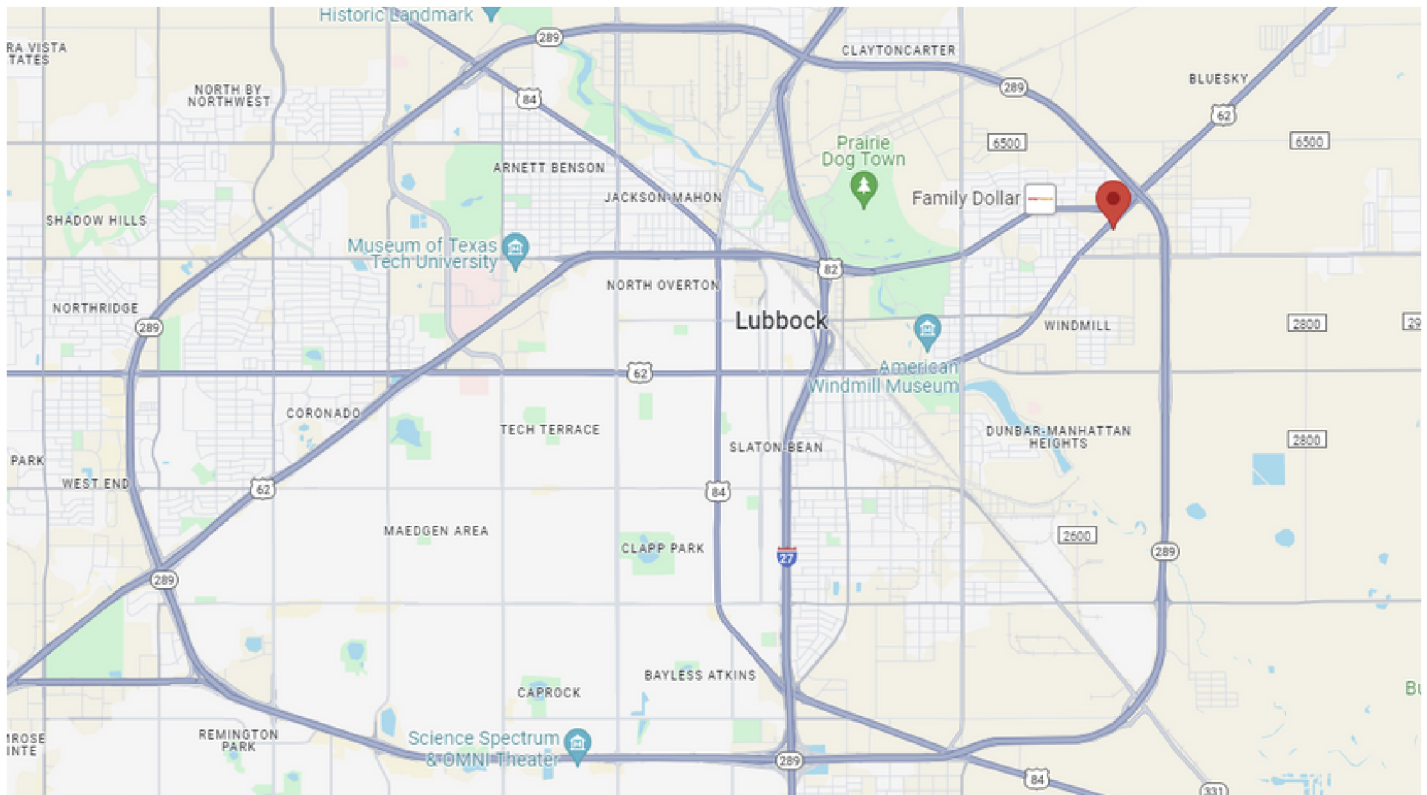 Historic Landmark
RA VISTA
TATES
289
CLAYTONCARTER
BLUESKY
NORTH BY
NORTHWEST
84
289
62
6500
6500
Prairie
Dog Town
ARNETT BENSON
JACKSON-MAHON
Family Dollar
SHADOW HILLS
Museum of Texas
Tech University
82
NORTH OVERTON
NORTHRIDGE
289
Lubbock
WINDMILL
2800
29
American
Windmill Museum
62
CORONADO
TECH TERRACE
DUNBAR-MANHATTAN
HEIGHTS
2800
SLATON-BEAN
PARK
WEST END
62
84
MAEDGEN AREA
CLAPP PARK
27
2600
289
289
BAYLESS ATKINS
CAPROCK
Bu
REMINGTON
PARK
MROSE
INTE
Science Spectrum
& OMNI Theater
289
84
331